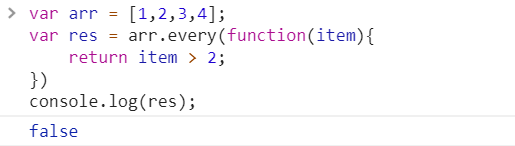 > var arr = [1,2,3,4];
var res = arr.every(function(item){
    return item > 2;
})
console.log(res);
false